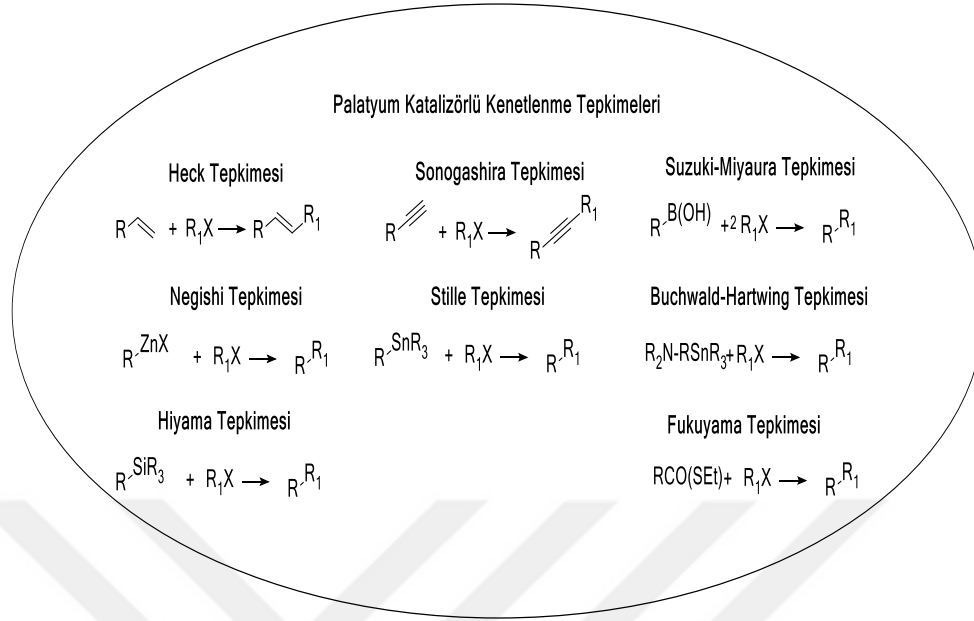 Palatyum Katalizörlü Kenetlenme Tepkimeleri
Heck Tepkimesi
R + R₁X → R R₁
Sonogashira Tepkimesi
R + R₁X → R R₁
Suzuki-Miyaura Tepkimesi
R B(OH) +2 R₁X → R R₁
Negishi Tepkimesi
R ZnX + R₁X → R R₁
Stille Tepkimesi
R SnR₃ + R₁X → R R₁
Buchwald-Hartwing Tepkimesi
R₂N-RSnR₃+R₁X → R R₁
Hiyama Tepkimesi
R SiR₃ + R₁X → R R₁
Fukuyama Tepkimesi
RCO(SEt)+ R₁X → R R₁